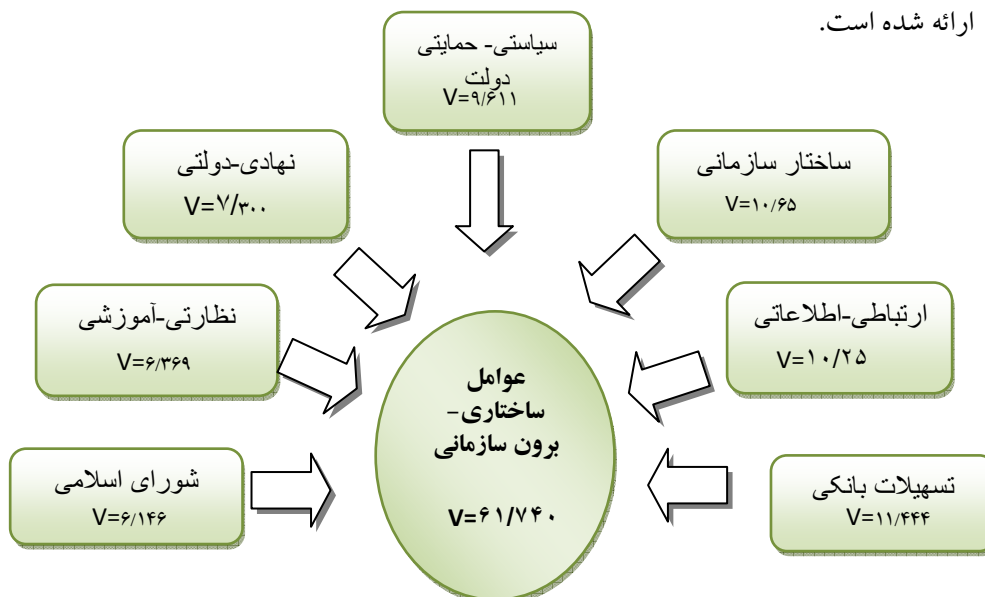 ارائه شده است.
سیاستی- حمایتی
دولت
V=۹/۶۱۱
نهادی-دولتی
V=۷/۳۰۰
ساختار سازمانی
V=۱۰/۶۵
نظارتی-آموزشی
V=۶/۳۶۹
ارتباطی-اطلاعاتی
V=۱۰/۲۵
عوامل
ساختاری-
برون سازمانی
V=۶۱/۷۴۰
شورای اسلامی
V=۶/۱۴۶
تسهیلات بانکی
V=۱۱/۴۴۴